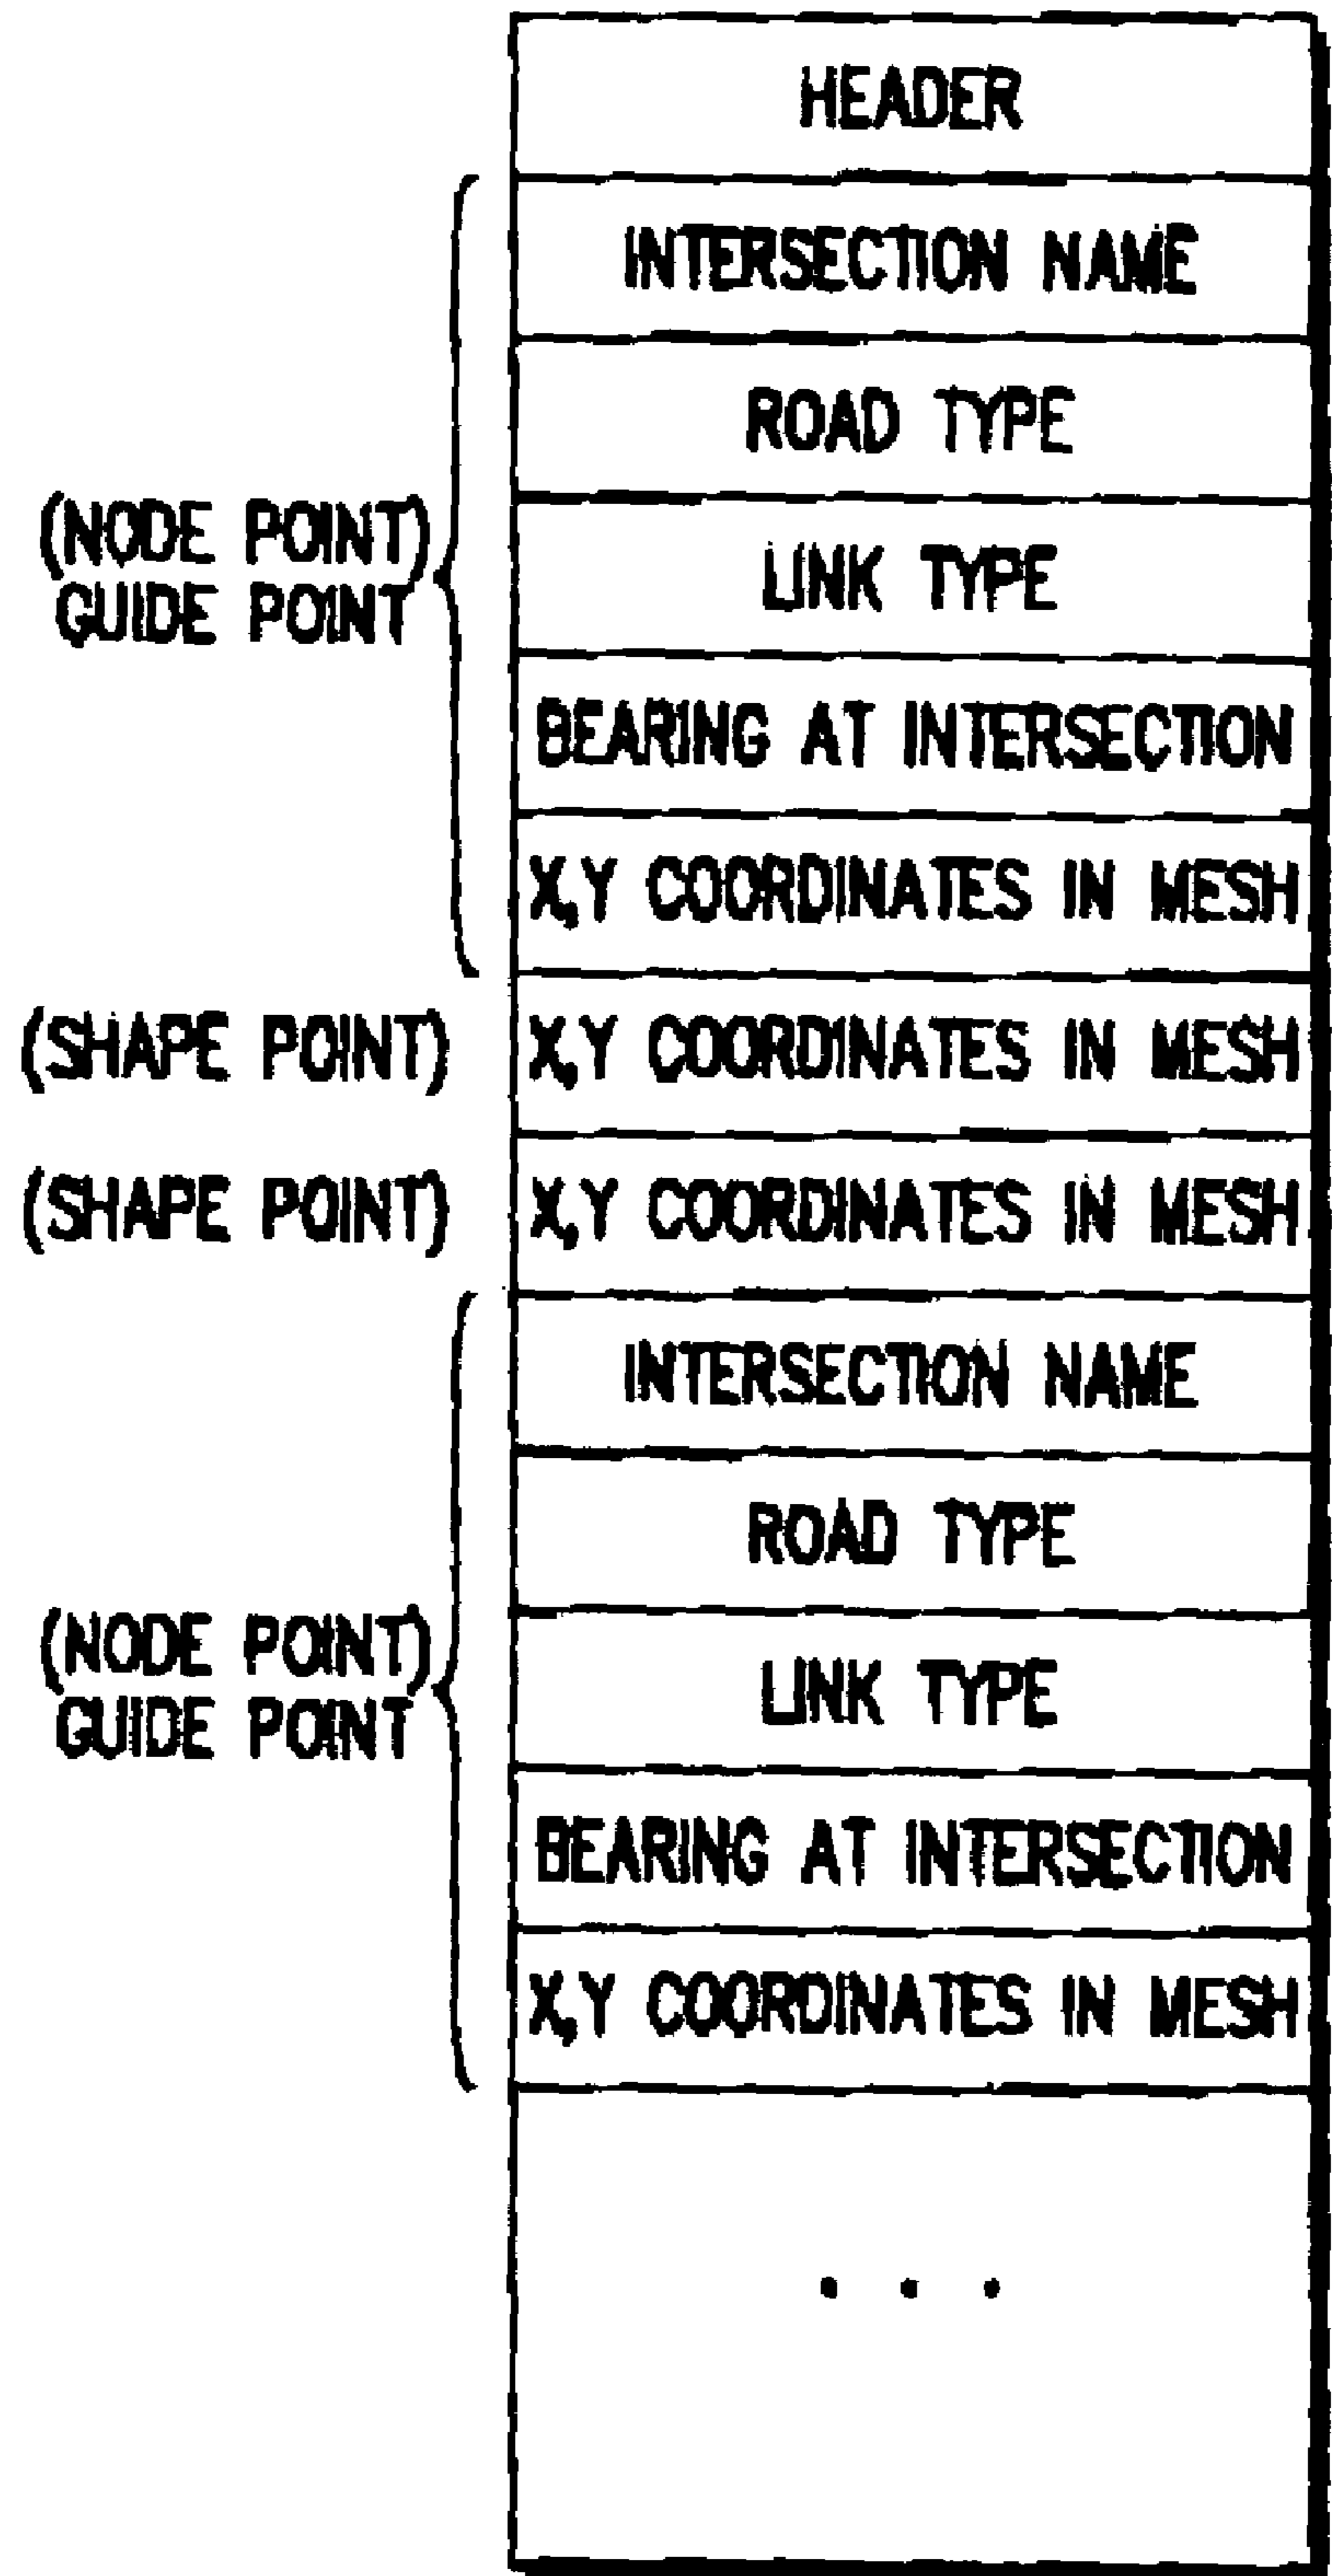 HEADER
INTERSECTION NAME
ROAD TYPE
LINK TYPE
(NODE POINT)
GUIDE POINT
BEARING AT INTERSECTION
X,Y COORDINATES IN MESH
(SHAPE POINT) X,Y COORDINATES IN MESH
(SHAPE POINT) X,Y COORDINATES IN MESH
INTERSECTION NAME
ROAD TYPE
(NODE POINT)
GUIDE POINT
LINK TYPE
BEARING AT INTERSECTION
X,Y COORDINATES IN MESH
. . .